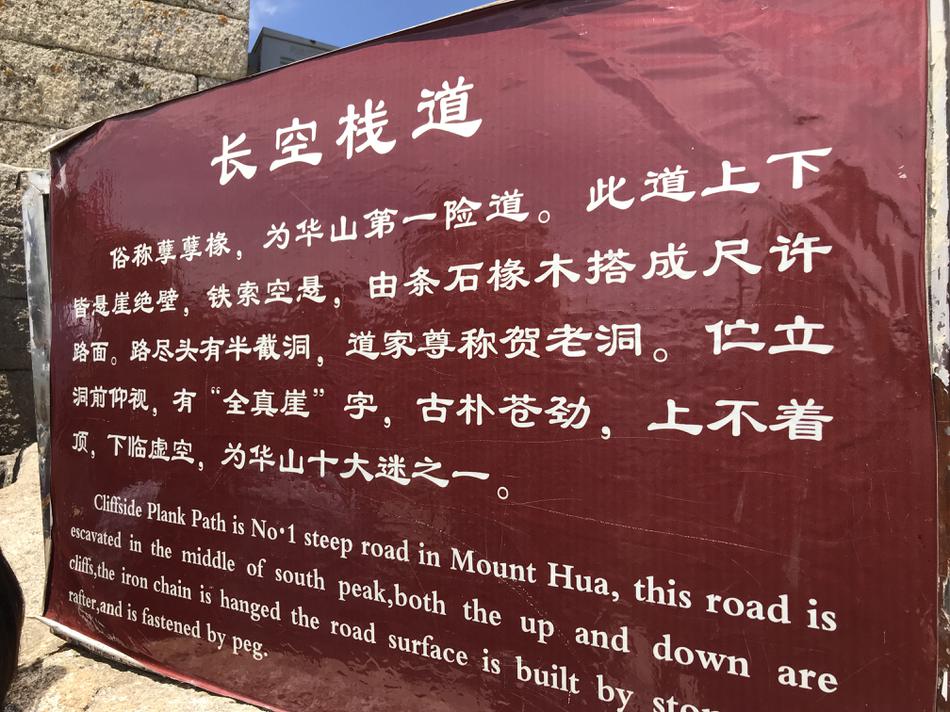 长空栈道
俗称孽孽椽，为华山第一险道。此道上下
皆悬崖绝壁，铁索空悬，由条石椽木搭成尺许
路面。路尽头有半截洞，道家尊称贺老洞。伫立
洞前仰视，有“全真崖”字，古朴苍劲，上不着
顶，下临虚空，为华山十大迷之一。
Cliffside Plank Path is No·1 steep road in Mount Hua, this road is
escavated in the middle of south peak,both the up and down are
cliffs,the iron chain is hanged the road surface is built by
rafter,and is fastened by peg.